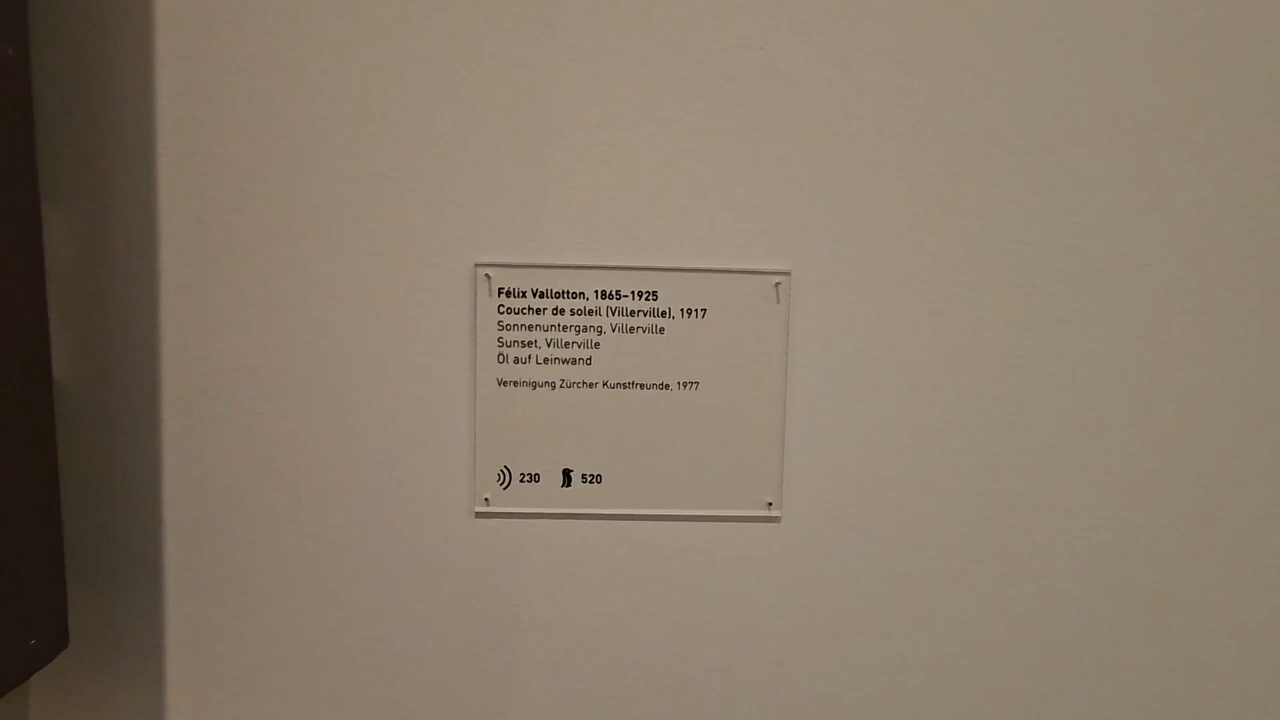 Félix Vallotton, 1865–1925
Coucher de soleil (Villerville), 1917
Sonnenuntergang, Villerville
Sunset, Villerville
Öl auf Leinwand
Vereinigung Zürcher Kunstfreunde, 1977
230 520